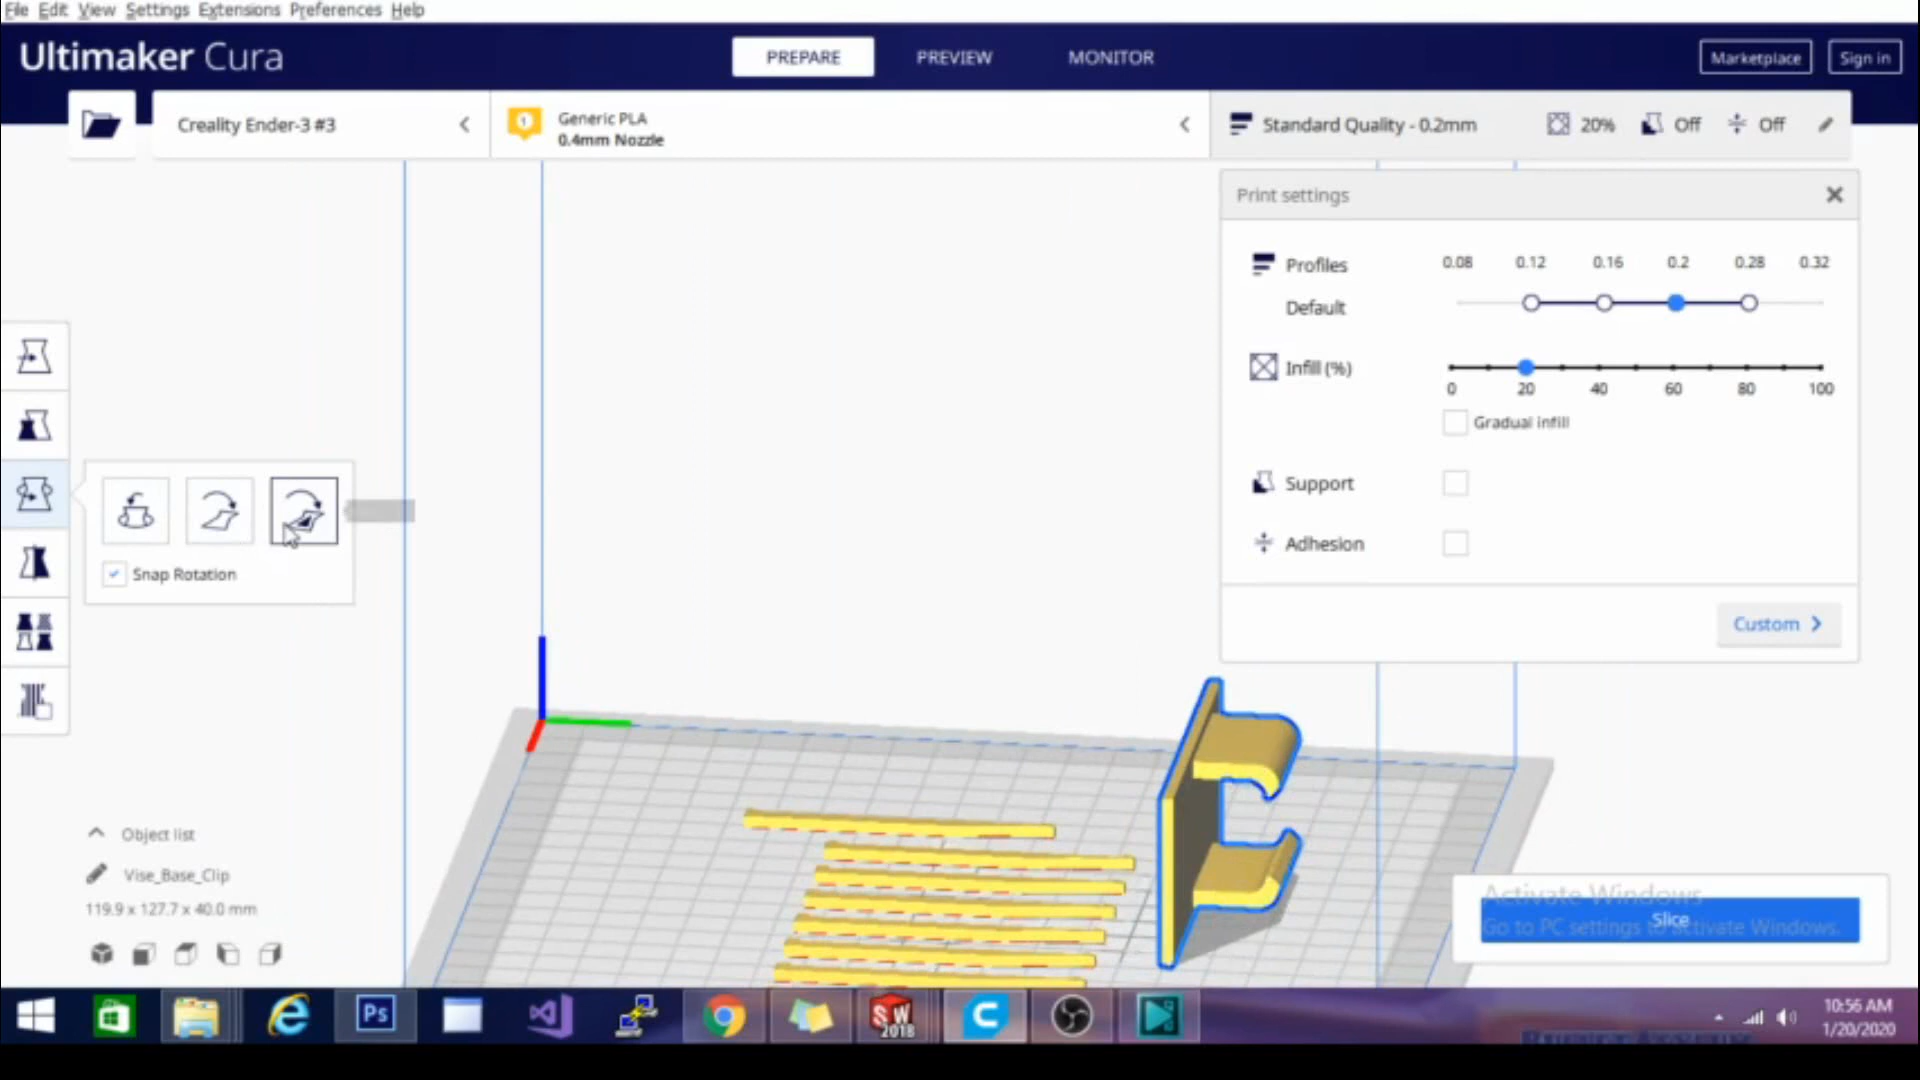 File Edit View Settings Extensions Preferences Help
Ultimaker Cura
PREPARE PREVIEW MONITOR
Marketplace Sign in
Creality Ender-3 #3
1
Generic PLA
0.4mm Nozzle
Standard Quality - 0.2mm 20% Off Off
Print settings
Profiles 0.08 0.12 0.16 0.2 0.28 0.32
Default
Infill (%)
0 20 40 60 80 100
Gradual infill
Support
Adhesion
Custom
Snap Rotation
Object list
Vise_Base_Clip
119.9 x 127.7 x 40.0 mm
Activate Windows
Slice
Go to PC settings to activate Windows.
Ps
SW
2018
C
10:56 AM
1/20/2020